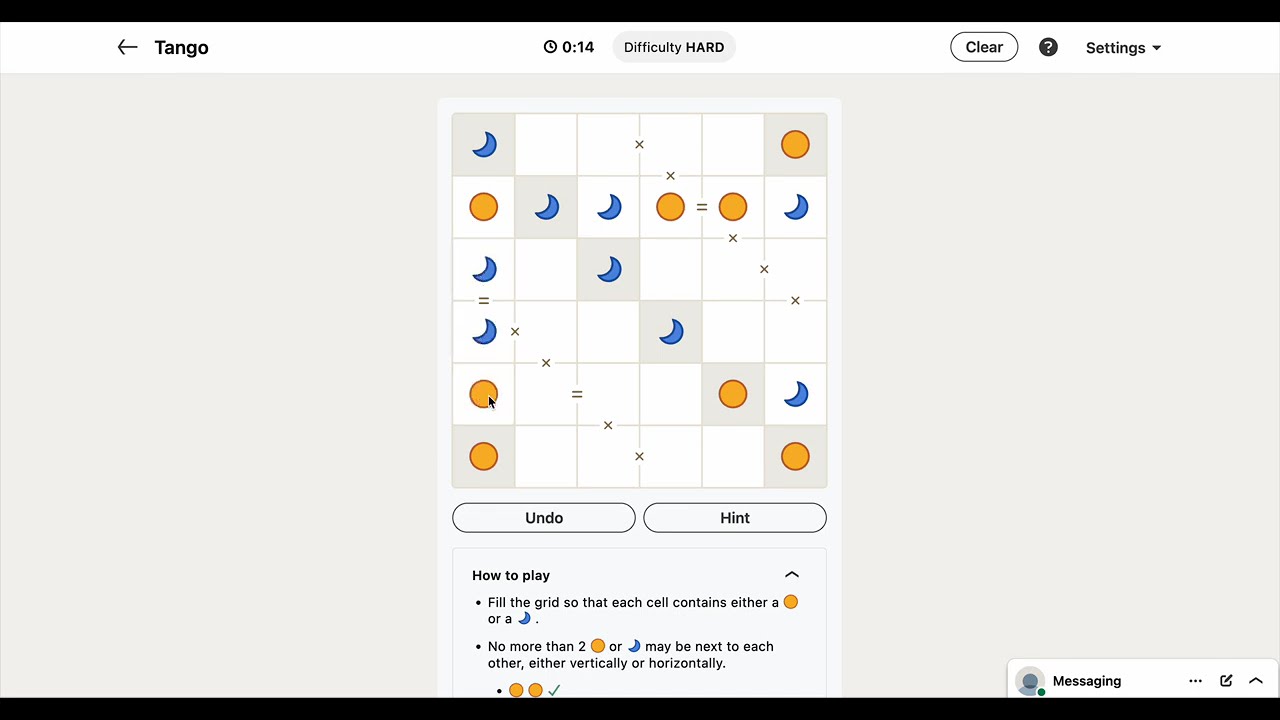 Tango
0:14
Difficulty HARD
Clear
?
Settings
×
×
=
×
×
=
×
×
×
=
×
×
Undo
Hint
How to play
• Fill the grid so that each cell contains either a
or a .
• No more than 2 or may be next to each
other, either vertically or horizontally.
Messaging